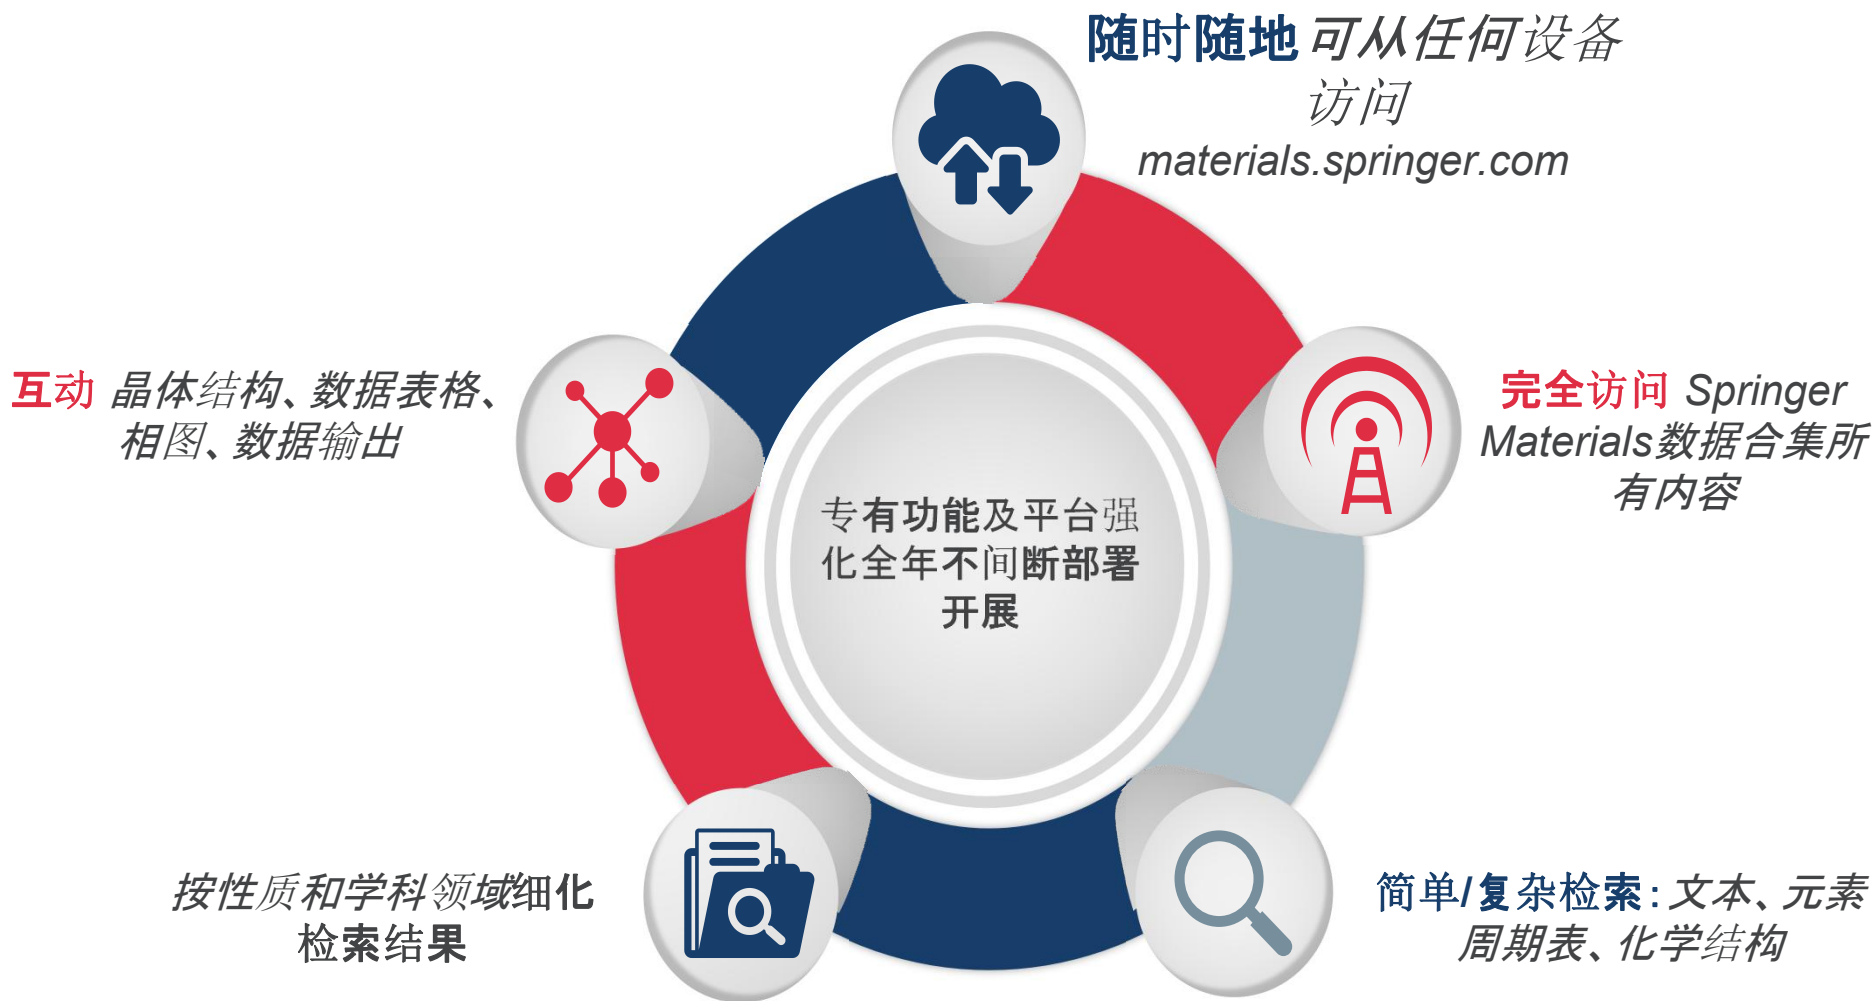 随时随地 可从任何设备
访问
materials.springer.com
互动 晶体结构、数据表格、
相图、数据输出
完全访问 Springer
Materials数据合集所
有内容
专有功能及平台强
化全年不间断部署
开展
按性质和学科领域细化
检索结果
简单/复杂检索：文本、元素
周期表、化学结构